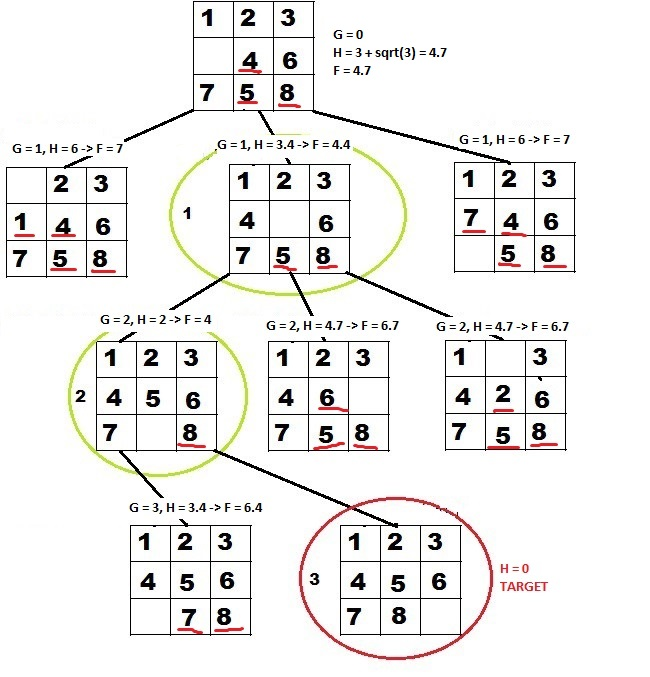 1 2 3
G = 0
H = 3 + sqrt(3) = 4.7
4 6
F = 4.7
7 5 8
G = 1, H = 6 -> F = 7
G = 1, H = 3.4 -> F = 4.4
G = 1, H = 6 -> F = 7
2 3
1 4 6
7 5 8
1
1 2 3
4 6
7 5 8
1 2 3
7 4 6
5 8
G = 2, H = 2 -> F = 4
G = 2, H = 4.7 -> F = 6.7
G = 2, H = 4.7 -> F = 6.7
2
1 2 3
4 5 6
7 8
1 2 3
4 6
7 5 8
1 3
4 2 6
7 5 8
G = 3, H = 3.4 -> F = 6.4
1 2 3
4 5 6
7 8
3
1 2 3
4 5 6
7 8
H = 0
TARGET